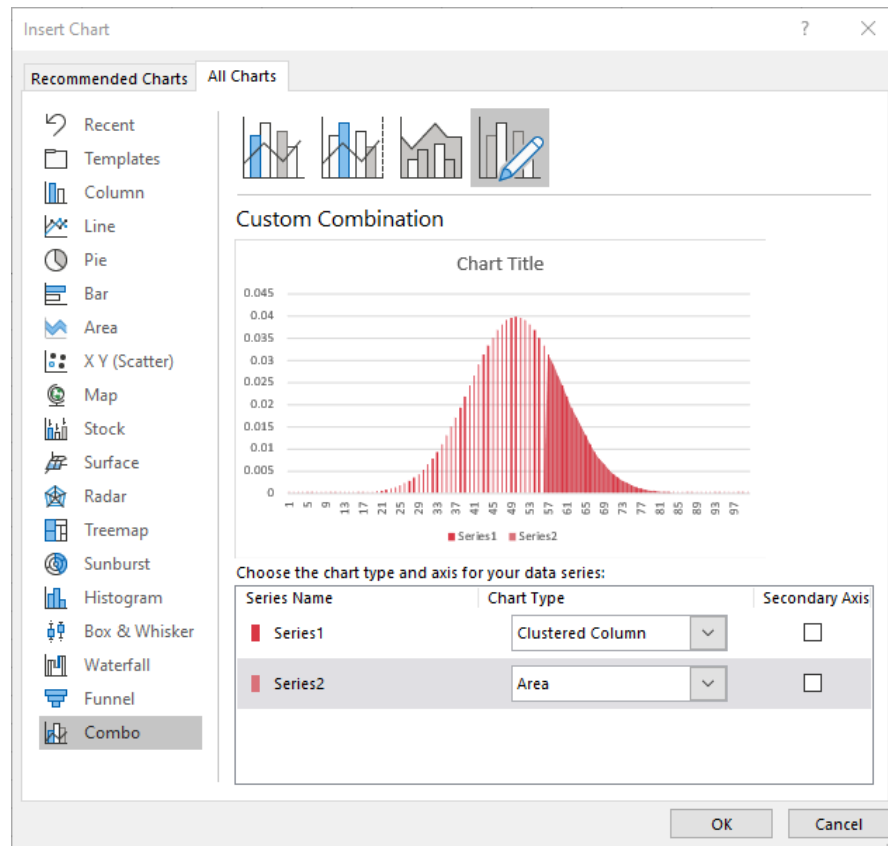 Insert Chart
?
Recommended Charts
All Charts
Recent
Templates
Column
Line
Pie
Bar
Area
X Y (Scatter)
Map
Stock
Surface
Radar
Treemap
Sunburst
Histogram
Box & Whisker
Waterfall
Funnel
Combo
Custom Combination
Chart Title
0.045
0.04
0.035
0.03
0.025
0.02
0.015
0.01
0.005
0
1 5 9 13 17 21 25 29 33 37 41 45 49 53 57 61 65 69 73 77 81 85 89 93 97
Series1 Series2
Choose the chart type and axis for your data series:
Series Name Chart Type Secondary Axis
Series1 Clustered Column
Series2 Area
OK Cancel